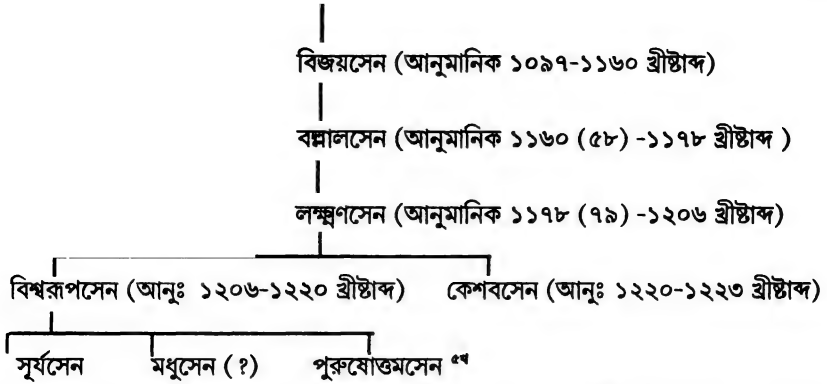 বিজয়সেন (আনুমানিক ১০৯৭-১১৬০ খ্রীষ্টাব্দ)
বল্লালসেন (আনুমানিক ১১৬০ (৫৮) -১১৭৮ খ্রীষ্টাব্দ )
লক্ষ্মণসেন (আনুমানিক ১১৭৮ (৭৯) -১২০৬ খ্রীষ্টাব্দ)
বিশ্বরূপসেন (আনুঃ ১২০৬-১২২০ খ্রীষ্টাব্দ) কেশবসেন (আনুঃ ১২২০-১২২৩ খ্রীষ্টাব্দ)
সূর্যসেন মধুসেন (?) পুরুষোত্তমসেন